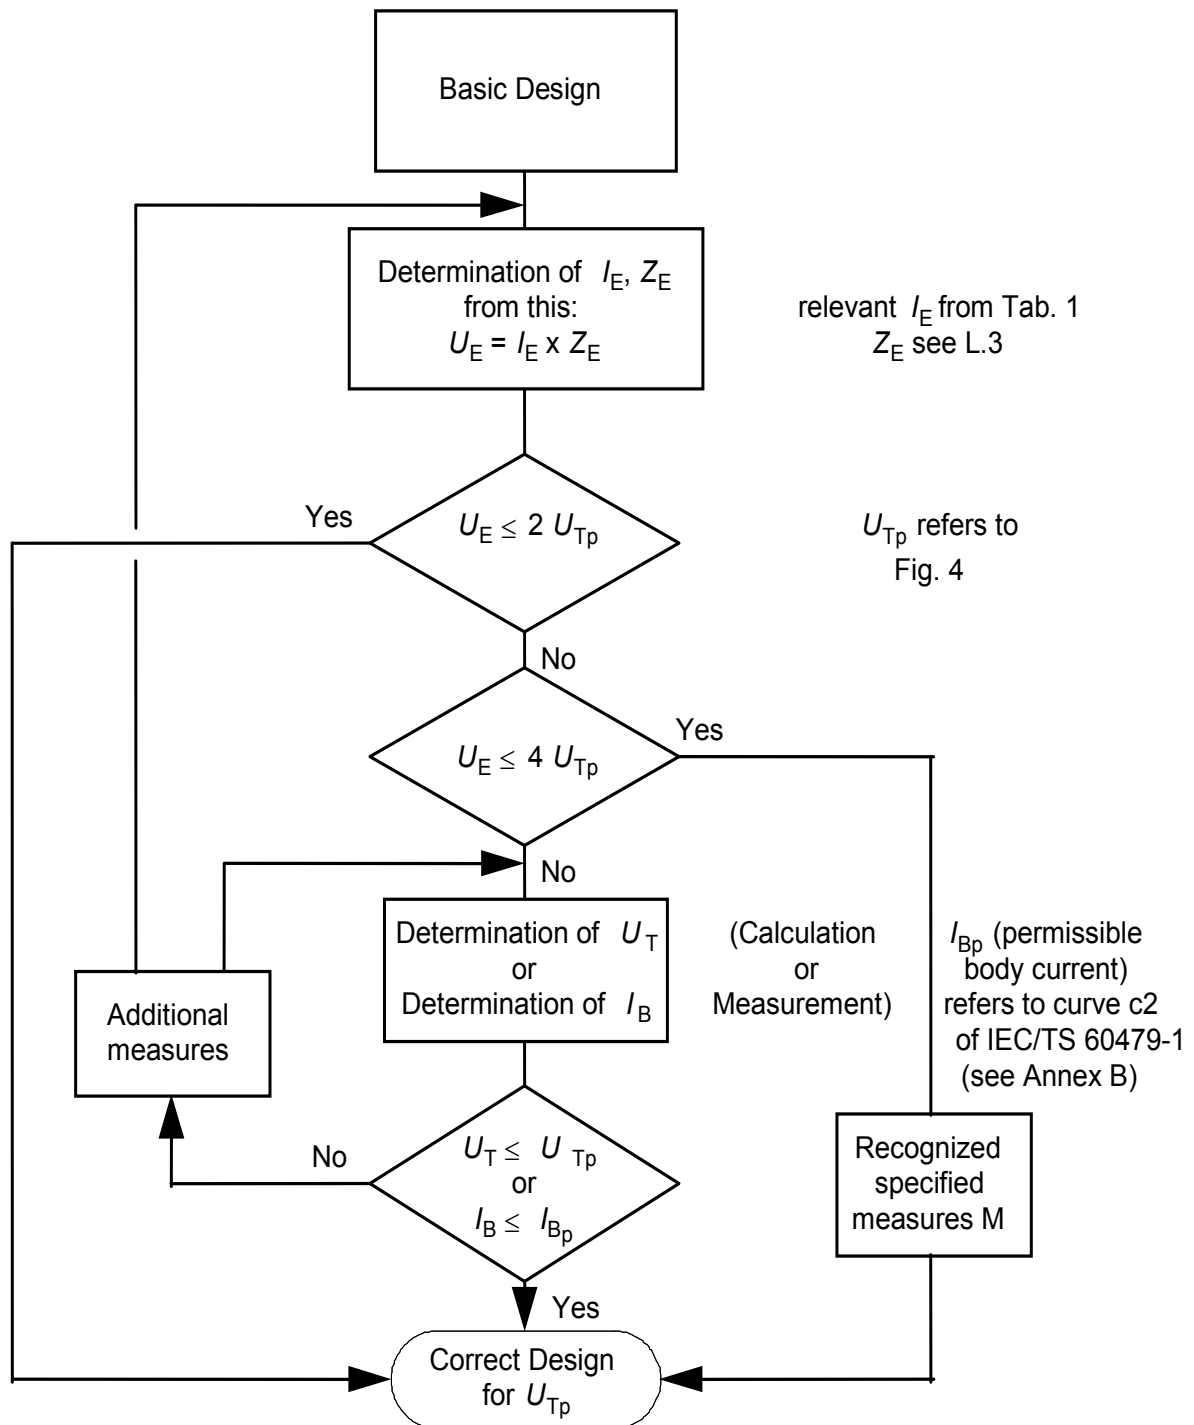 Basic Design
Determination of I_E, Z_E
from this:
U_E = I_E x Z_E
relevant I_E from Tab. 1
Z_E see L.3
Yes
U_E ≤ 2 U_Tp
U_Tp refers to
Fig. 4
No
U_E ≤ 4 U_Tp
Yes
No
Determination of U_T
or
Determination of I_B
(Calculation
or
Measurement)
I_Bp (permissible
body current)
refers to curve c2
of IEC/TS 60479-1
(see Annex B)
Additional
measures
No
U_T ≤ U_Tp
or
I_B ≤ I_Bp
Recognized
specified
measures M
Yes
Correct Design
for U_Tp